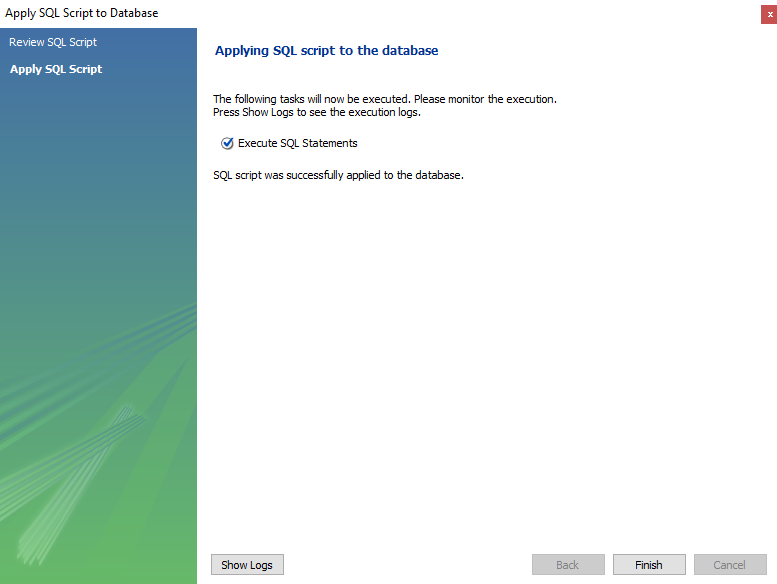 Apply SQL Script to Database
x
Review SQL Script
Apply SQL Script
Applying SQL script to the database
The following tasks will now be executed. Please monitor the execution.
Press Show Logs to see the execution logs.
Execute SQL Statements
SQL script was successfully applied to the database.
Show Logs
Back
Finish
Cancel